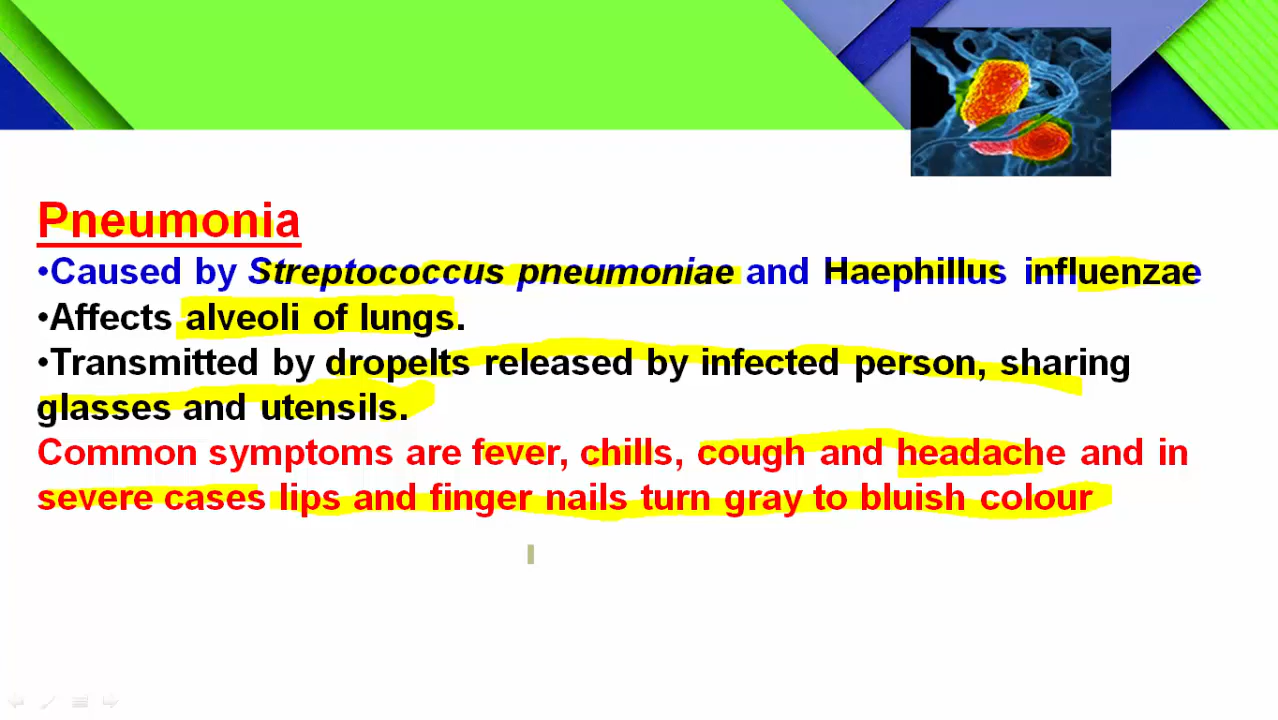 Pneumonia
•Caused by Streptococcus pneumoniae and Haephillus influenzae
•Affects alveoli of lungs.
•Transmitted by dropelts released by infected person, sharing
glasses and utensils.
Common symptoms are fever, chills, cough and headache and in
severe cases lips and finger nails turn gray to bluish colour